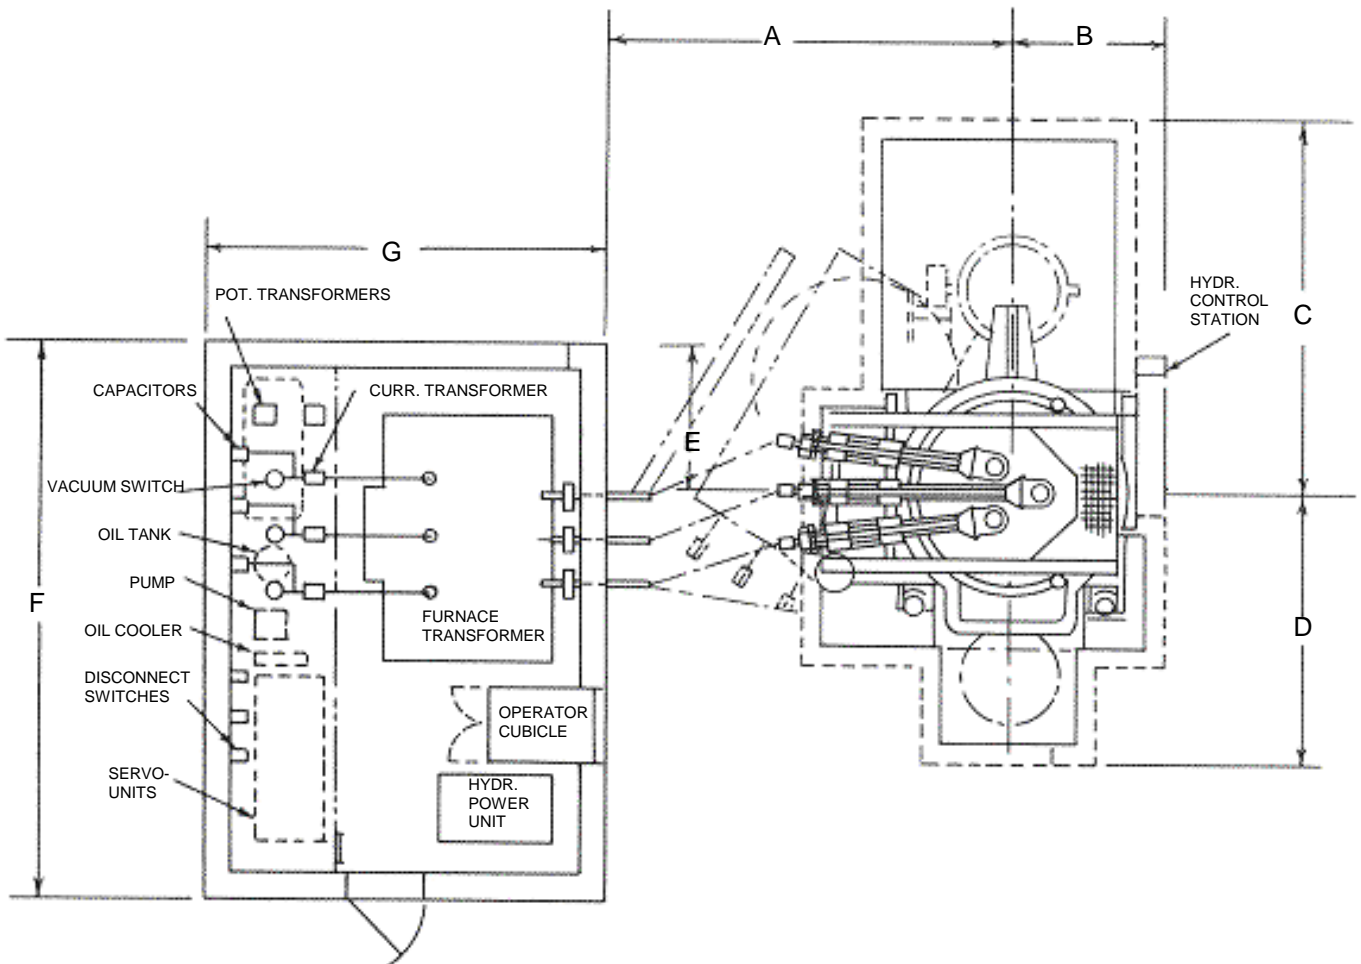 A
B
G
POT. TRANSFORMERS
HYDR.
CONTROL
STATION
C
CAPACITORS
CURR. TRANSFORMER
E
VACUUM SWITCH
OIL TANK
PUMP
F
FURNACE
TRANSFORMER
OIL COOLER
D
DISCONNECT
SWITCHES
OPERATOR
CUBICLE
SERVO-
UNITS
HYDR.
POWER
UNIT